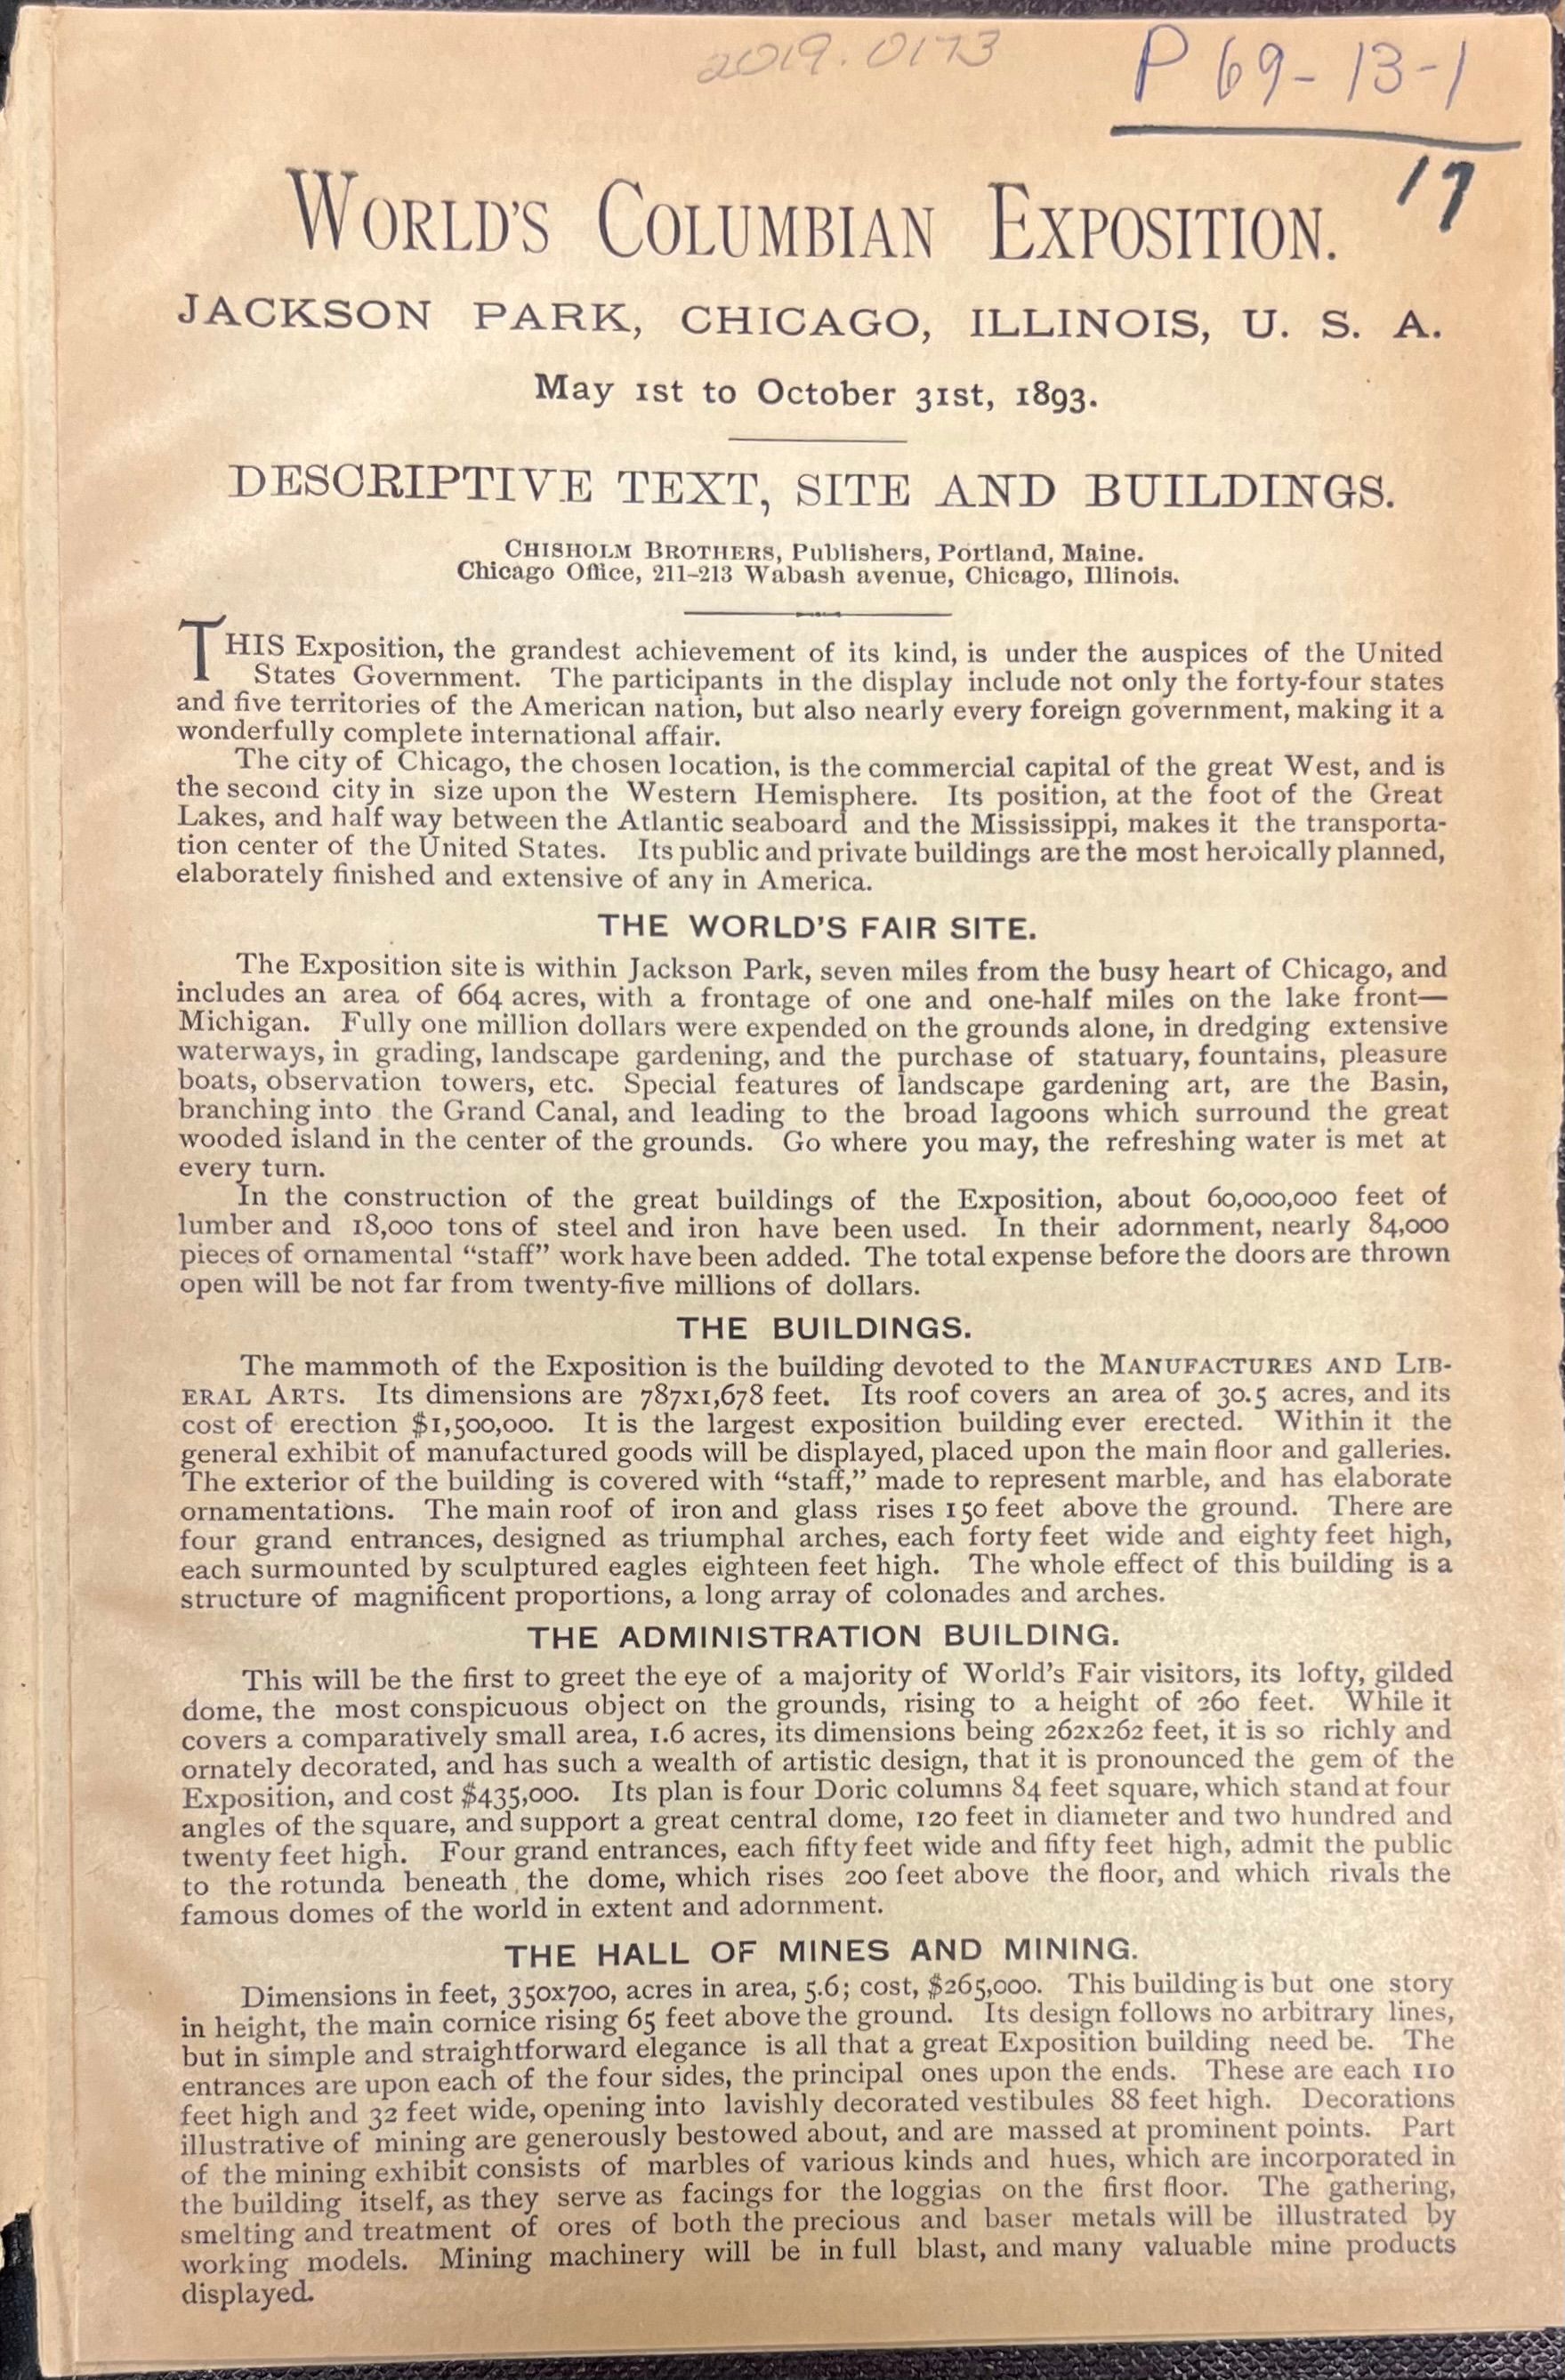 2019.0173
P 69-13-1
17
WORLD'S COLUMBIAN EXPOSITION.
JACKSON PARK, CHICAGO, ILLINOIS, U. S. A.
May 1st to October 31st, 1893.
DESCRIPTIVE TEXT, SITE AND BUILDINGS.
CHISHOLM BROTHERS, Publishers, Portland, Maine.
Chicago Office, 211-213 Wabash avenue, Chicago, Illinois.
THIS Exposition, the grandest achievement of its kind, is under the auspices of the United
States Government. The participants in the display include not only the forty-four states
and five territories of the American nation, but also nearly every foreign government, making it a
wonderfully complete international affair.
The city of Chicago, the chosen location, is the commercial capital of the great West, and is
the second city in size upon the Western Hemisphere. Its position, at the foot of the Great
Lakes, and half way between the Atlantic seaboard and the Mississippi, makes it the transporta-
tion center of the United States. Its public and private buildings are the most heroically planned,
elaborately finished and extensive of any in America.
THE WORLD'S FAIR SITE.
The Exposition site is within Jackson Park, seven miles from the busy heart of Chicago, and
includes an area of 664 acres, with a frontage of one and one-half miles on the lake front—
Michigan. Fully one million dollars were expended on the grounds alone, in dredging extensive
waterways, in grading, landscape gardening, and the purchase of statuary, fountains, pleasure
boats, observation towers, etc. Special features of landscape gardening art, are the Basin,
branching into the Grand Canal, and leading to the broad lagoons which surround the great
wooded island in the center of the grounds. Go where you may, the refreshing water is met at
every turn.
In the construction of the great buildings of the Exposition, about 60,000,000 feet of
lumber and 18,000 tons of steel and iron have been used. In their adornment, nearly 84,000
pieces of ornamental "staff" work have been added. The total expense before the doors are thrown
open will be not far from twenty-five millions of dollars.
THE BUILDINGS.
The mammoth of the Exposition is the building devoted to the MANUFACTURES AND LIB-
ERAL ARTS. Its dimensions are 787x1,678 feet. Its roof covers an area of 30.5 acres, and its
cost of erection $1,500,000. It is the largest exposition building ever erected. Within it the
general exhibit of manufactured goods will be displayed, placed upon the main floor and galleries.
The exterior of the building is covered with "staff," made to represent marble, and has elaborate
ornamentations. The main roof of iron and glass rises 150 feet above the ground. There are
four grand entrances, designed as triumphal arches, each forty feet wide and eighty feet high,
each surmounted by sculptured eagles eighteen feet high. The whole effect of this building is a
structure of magnificent proportions, a long array of colonades and arches.
THE ADMINISTRATION BUILDING.
This will be the first to greet the eye of a majority of World's Fair visitors, its lofty, gilded
dome, the most conspicuous object on the grounds, rising to a height of 260 feet. While it
covers a comparatively small area, 1.6 acres, its dimensions being 262x262 feet, it is so richly and
ornately decorated, and has such a wealth of artistic design, that it is pronounced the gem of the
Exposition, and cost $435,000. Its plan is four Doric columns 84 feet square, which stand at four
angles of the square, and support a great central dome, 120 feet in diameter and two hundred and
twenty feet high. Four grand entrances, each fifty feet wide and fifty feet high, admit the public
to the rotunda beneath the dome, which rises 200 feet above the floor, and which rivals the
famous domes of the world in extent and adornment.
THE HALL OF MINES AND MINING.
Dimensions in feet, 350x700, acres in area, 5.6; cost, $265,000. This building is but one story
in height, the main cornice rising 65 feet above the ground. Its design follows no arbitrary lines,
but in simple and straightforward elegance is all that a great Exposition building need be. The
entrances are upon each of the four sides, the principal ones upon the ends. These are each 110
feet high and 32 feet wide, opening into lavishly decorated vestibules 88 feet high. Decorations
illustrative of mining are generously bestowed about, and are massed at prominent points. Part
of the mining exhibit consists of marbles of various kinds and hues, which are incorporated in
the building itself, as they serve as facings for the loggias on the first floor. The gathering,
smelting and treatment of ores of both the precious and baser metals will be illustrated by
working models. Mining machinery will be in full blast, and many valuable mine products
displayed.